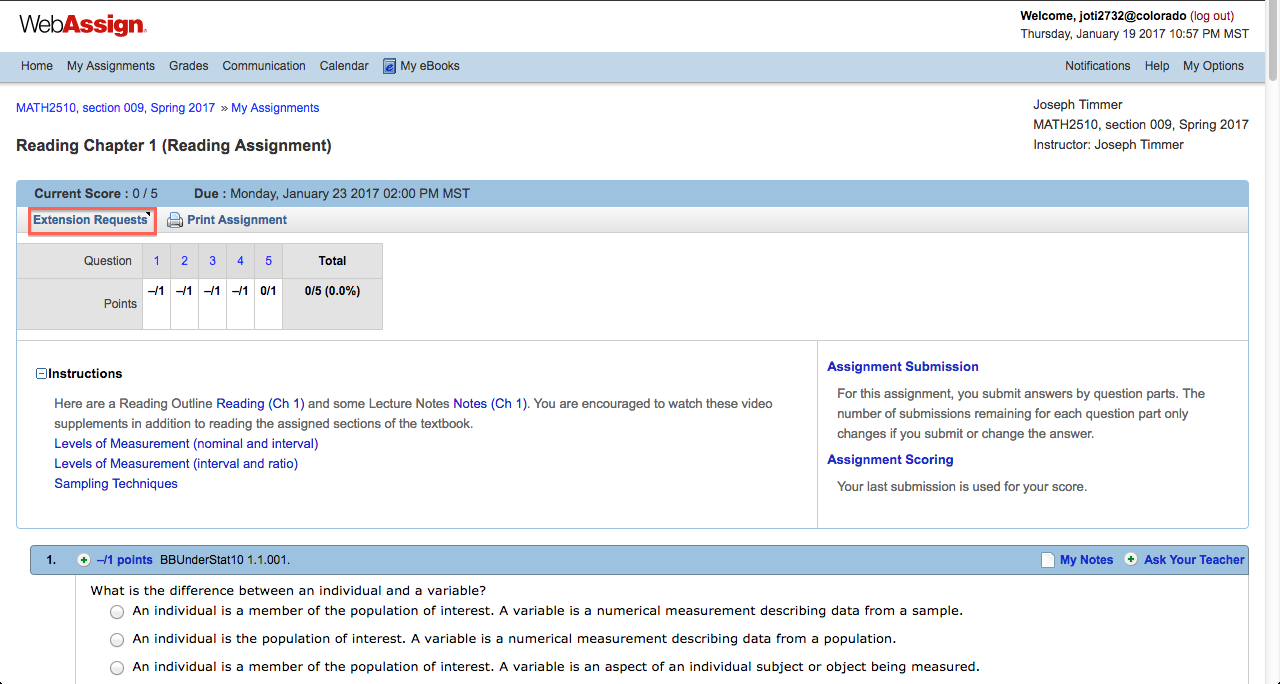 WebAssign.
Welcome, joti2732@colorado (log out)
Thursday, January 19 2017 10:57 PM MST
Home My Assignments Grades Communication Calendar e My eBooks Notifications Help My Options
MATH2510, section 009, Spring 2017 » My Assignments
Joseph Timmer
MATH2510, section 009, Spring 2017
Instructor: Joseph Timmer
Reading Chapter 1 (Reading Assignment)
Current Score : 0 / 5 Due : Monday, January 23 2017 02:00 PM MST
Extension Requests Print Assignment
Question 1 2 3 4 5 Total
Points –/1 –/1 –/1 –/1 0/1 0/5 (0.0%)
Instructions
Here are a Reading Outline Reading (Ch 1) and some Lecture Notes Notes (Ch 1). You are encouraged to watch these video
supplements in addition to reading the assigned sections of the textbook.
Levels of Measurement (nominal and interval)
Levels of Measurement (interval and ratio)
Sampling Techniques
Assignment Submission
For this assignment, you submit answers by question parts. The
number of submissions remaining for each question part only
changes if you submit or change the answer.
Assignment Scoring
Your last submission is used for your score.
1. –/1 points BBUnderStat10 1.1.001. My Notes Ask Your Teacher
What is the difference between an individual and a variable?
An individual is a member of the population of interest. A variable is a numerical measurement describing data from a sample.
An individual is the population of interest. A variable is a numerical measurement describing data from a population.
An individual is a member of the population of interest. A variable is an aspect of an individual subject or object being measured.